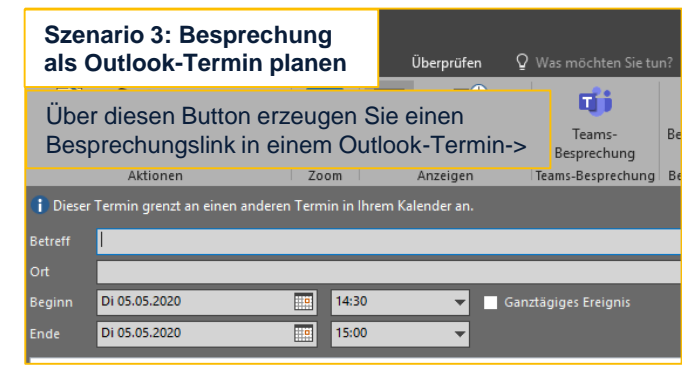 Szenario 3: Besprechung
als Outlook-Termin planen
Überprüfen
Was möchten Sie tun?
Über diesen Button erzeugen Sie einen
Besprechungslink in einem Outlook-Termin->
Teams-
Besprechung
Be
Aktionen
Zoom
Anzeigen
Teams-Besprechung
Be
Dieser Termin grenzt an einen anderen Termin in Ihrem Kalender an.
Betreff
Ort
Beginn Di 05.05.2020 14:30 Ganztägiges Ereignis
Ende Di 05.05.2020 15:00